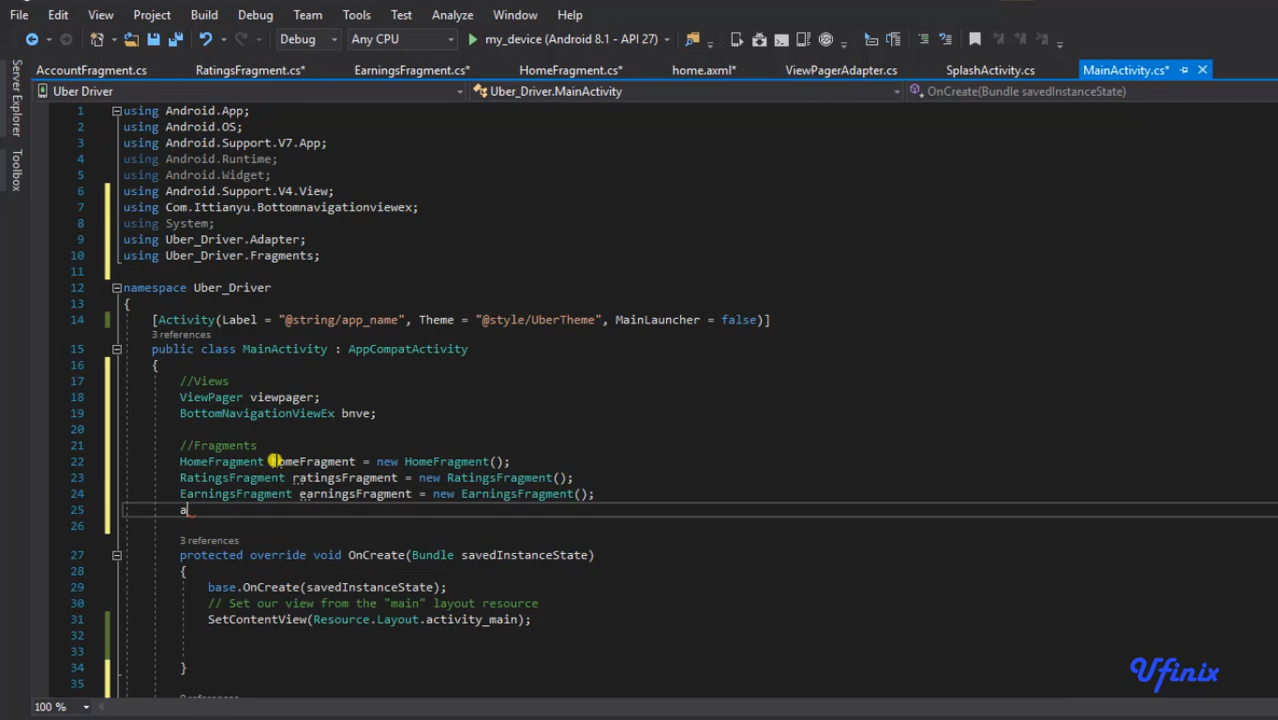 File Edit View Project Build Debug Team Tools Test Analyze Window Help
Debug Any CPU my_device (Android 8.1 - API 27)
AccountFragment.cs RatingsFragment.cs* EarningsFragment.cs* HomeFragment.cs* home.axml* ViewPagerAdapter.cs SplashActivity.cs MainActivity.cs*
Uber Driver Uber_Driver.MainActivity OnCreate(Bundle savedInstanceState)
Server Explorer
Toolbox
1 using Android.App;
2 using Android.OS;
3 using Android.Support.V7.App;
4 using Android.Runtime;
5 using Android.Widget;
6 using Android.Support.V4.View;
7 using Com.Ittianyu.Bottomnavigationviewex;
8 using System;
9 using Uber_Driver.Adapter;
10 using Uber_Driver.Fragments;
11
12 namespace Uber_Driver
13 {
14 [Activity(Label = "@string/app_name", Theme = "@style/UberTheme", MainLauncher = false)]
3 references
15 public class MainActivity : AppCompatActivity
16 {
17 //Views
18 ViewPager viewpager;
19 BottomNavigationViewEx bnve;
20
21 //Fragments
22 HomeFragment homeFragment = new HomeFragment();
23 RatingsFragment ratingsFragment = new RatingsFragment();
24 EarningsFragment earningsFragment = new EarningsFragment();
25 a
26
3 references
27 protected override void OnCreate(Bundle savedInstanceState)
28 {
29 base.OnCreate(savedInstanceState);
30 // Set our view from the "main" layout resource
31 SetContentView(Resource.Layout.activity_main);
32
33
34 }
35
100 %
Ufinix